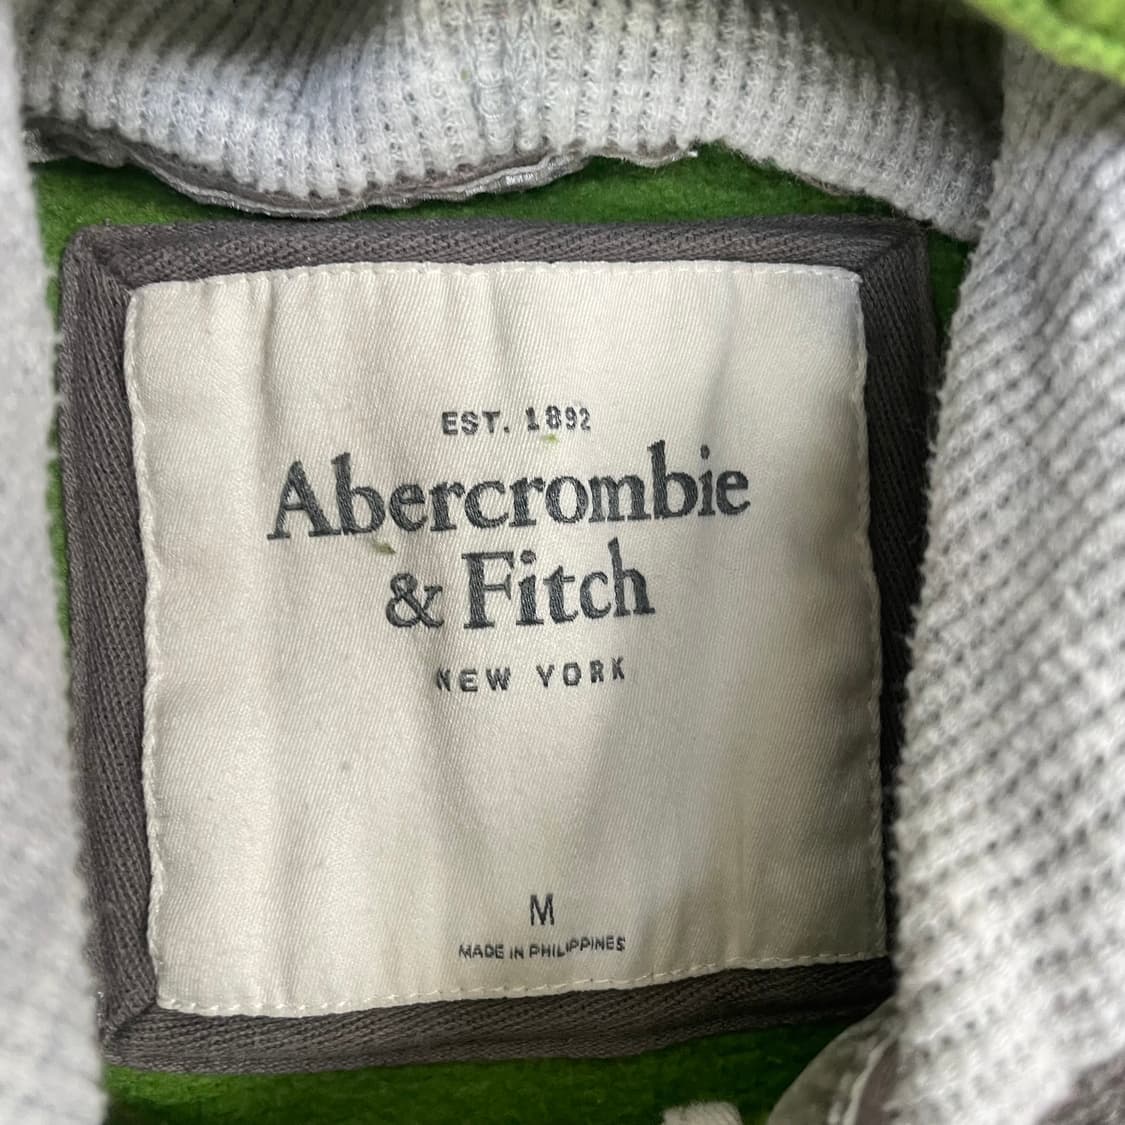 EST. 1892
Abercrombie
& Fitch
NEW YORK
M
MADE IN PHILIPPINES